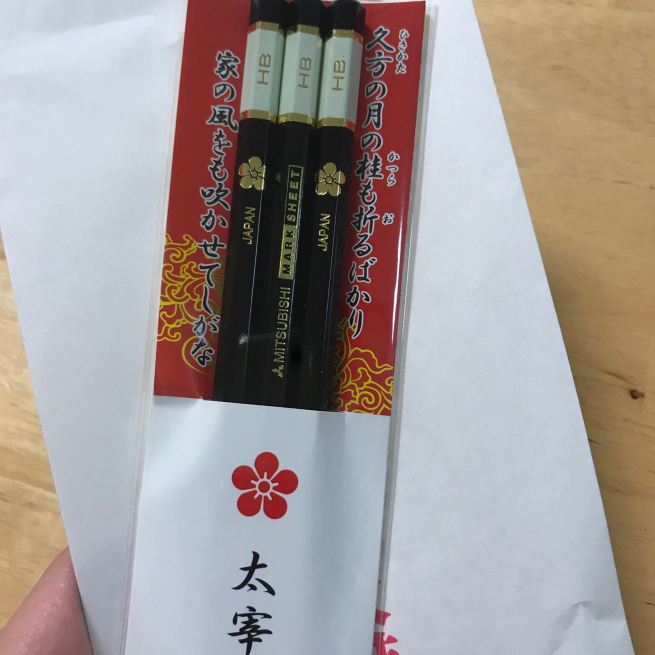 久方の月の桂も折るばかり
ひさかた
かつら
お
家の風をも吹かせてしがな
HB
HB
HB
JAPAN
MITSUBISHI MARK SHEET
JAPAN
太宰